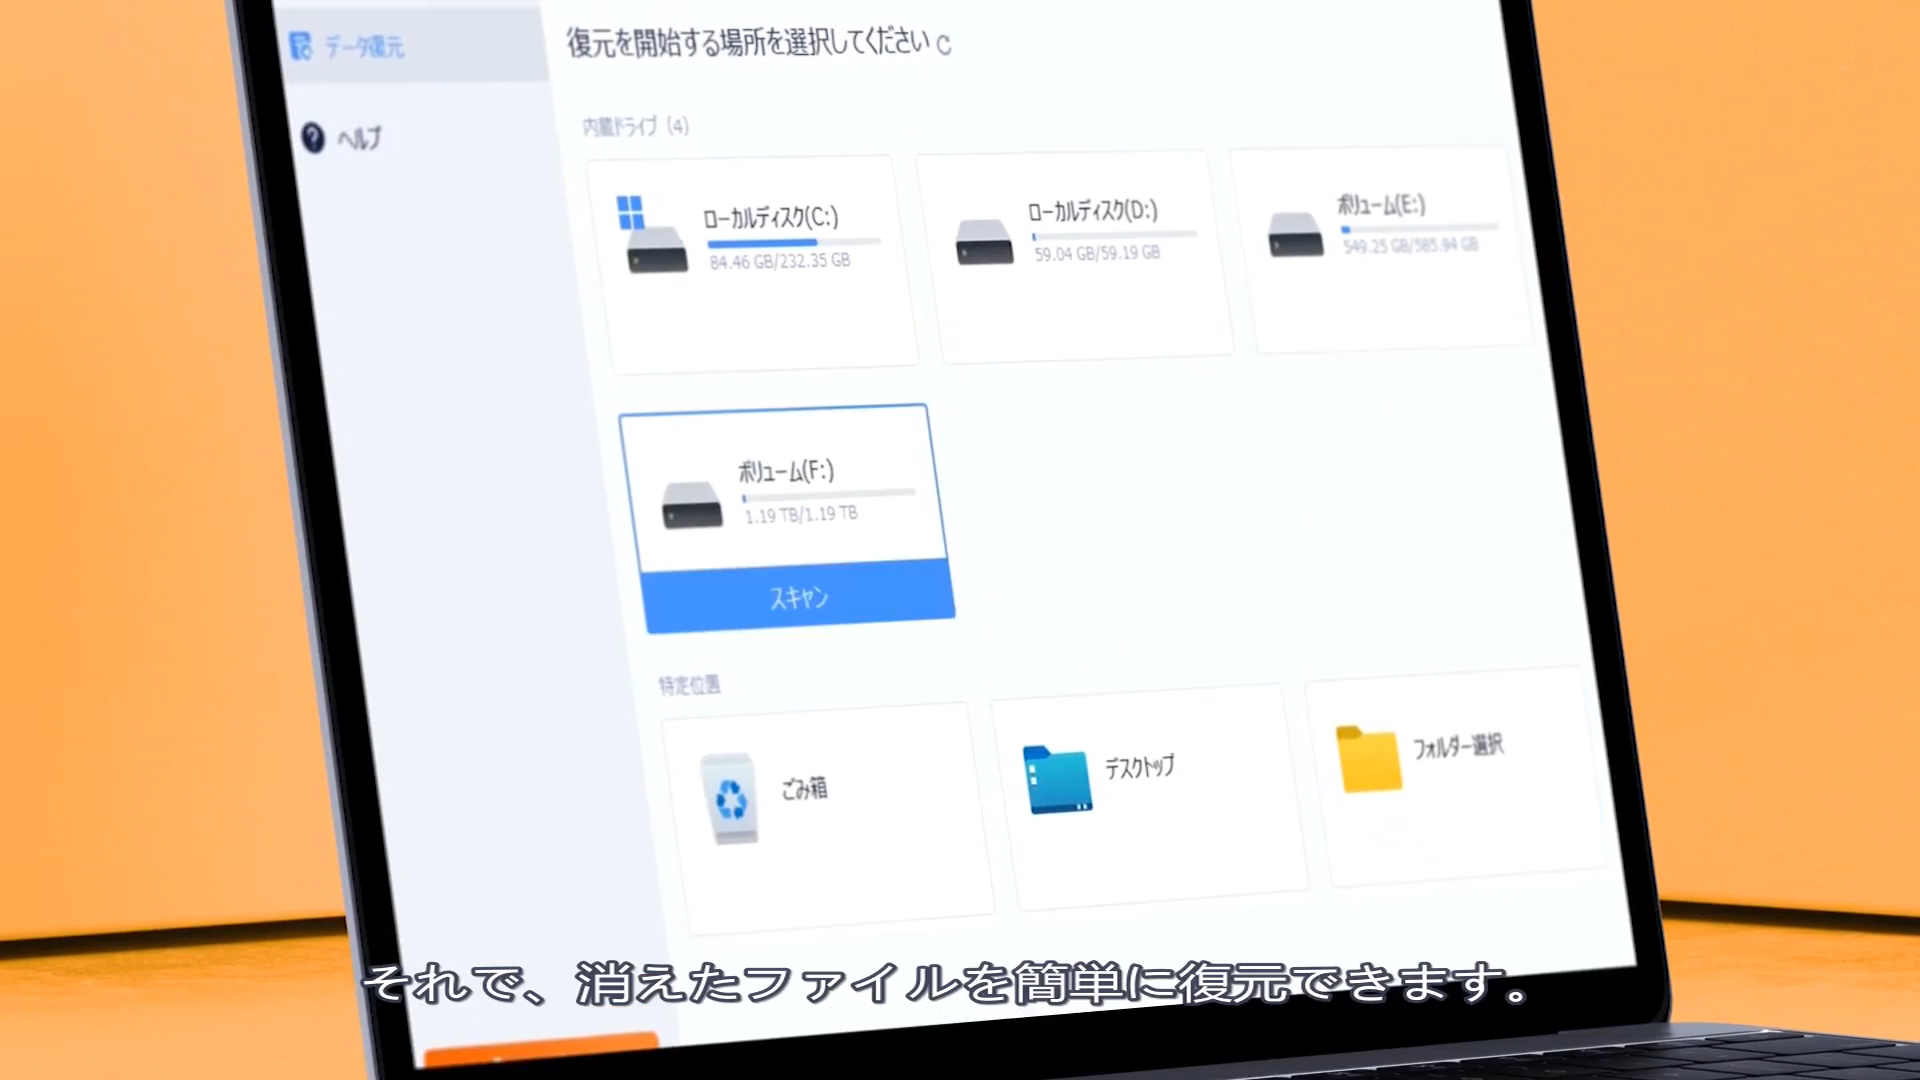 データ復元
ヘルプ
復元を開始する場所を選択してください
内蔵ドライブ (4)
ローカルディスク(C:)
84.46 GB/232.35 GB
ローカルディスク(D:)
59.04 GB/59.19 GB
ボリューム(E:)
549.25 GB/585.94 GB
ボリューム(F:)
1.19 TB/1.19 TB
スキャン
特定位置
ごみ箱
デスクトップ
フォルダー選択
それで、消えたファイルを簡単に復元できます。